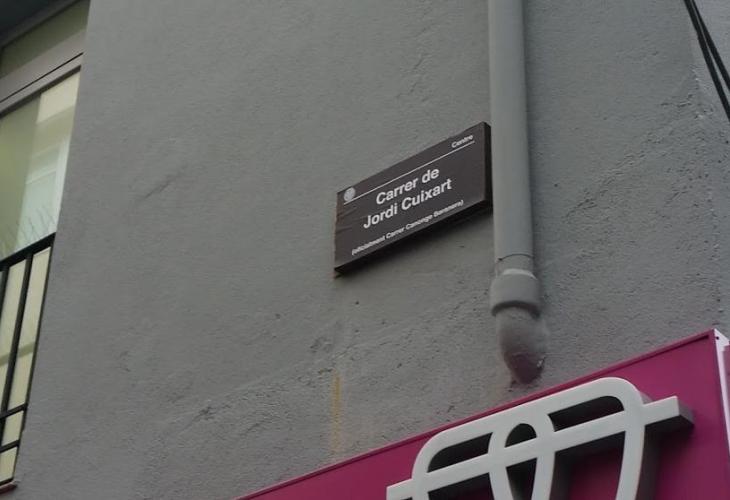 Centre
Carrer de
Jordi Cuixart
(oficialment Carrer Canonge Baranera)